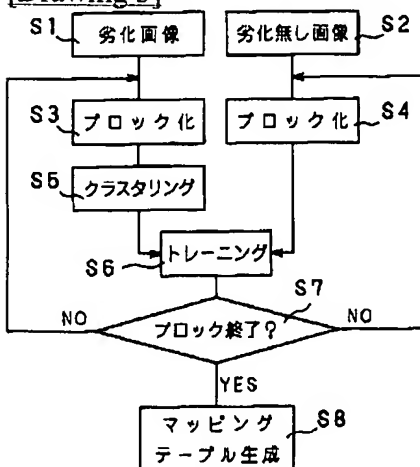 S1 劣化画像
劣化無し画像 S2
S3 ブロック化
ブロック化 S4
S5 クラスタリング
トレーニング
S6
S7
NO ブロック終了? NO
YES
マッピング
テーブル生成 S8